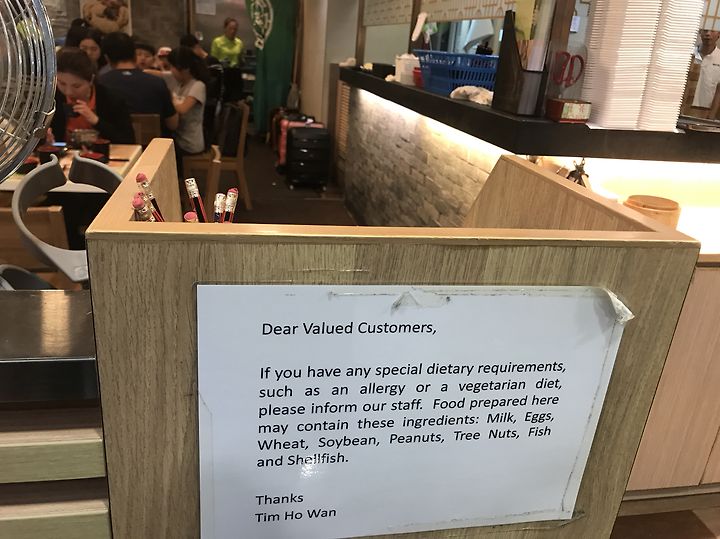 Dear Valued Customers,
If you have any special dietary requirements,
such as an allergy or a vegetarian diet,
please inform our staff. Food prepared here
may contain these ingredients: Milk, Eggs,
Wheat, Soybean, Peanuts, Tree Nuts, Fish
and Shellfish.
Thanks
Tim Ho Wan